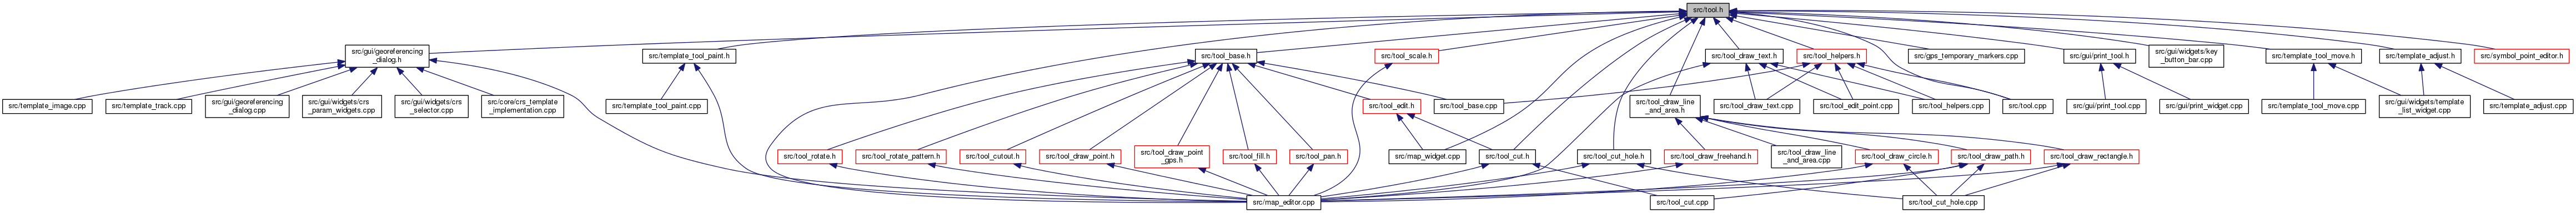 src/tool.h
src/gui/georeferencing
_dialog.h
src/template_tool_paint.h
src/tool_base.h
src/tool_scale.h
src/tool_draw_text.h
src/tool_helpers.h
src/gps_temporary_markers.cpp
src/gui/print_tool.h
src/gui/widgets/key
_button_bar.cpp
src/template_tool_move.h
src/template_adjust.h
src/symbol_point_editor.h
src/template_image.cpp
src/template_track.cpp
src/gui/georeferencing
_dialog.cpp
src/gui/widgets/crs
_param_widgets.cpp
src/gui/widgets/crs
_selector.cpp
src/core/crs_template
_implementation.cpp
src/template_tool_paint.cpp
src/tool_edit.h
src/tool_base.cpp
src/tool_draw_line
_and_area.h
src/tool_draw_text.cpp
src/tool_edit_point.cpp
src/tool_helpers.cpp
src/tool.cpp
src/gui/print_tool.cpp
src/gui/print_widget.cpp
src/template_tool_move.cpp
src/gui/widgets/template
_list_widget.cpp
src/template_adjust.cpp
src/tool_rotate.h
src/tool_rotate_pattern.h
src/tool_cutout.h
src/tool_draw_point.h
src/tool_draw_point
_gps.h
src/tool_fill.h
src/tool_pan.h
src/map_widget.cpp
src/tool_cut.h
src/tool_cut_hole.h
src/tool_draw_freehand.h
src/tool_draw_line
_and_area.cpp
src/tool_draw_circle.h
src/tool_draw_path.h
src/tool_draw_rectangle.h
src/map_editor.cpp
src/tool_cut.cpp
src/tool_cut_hole.cpp